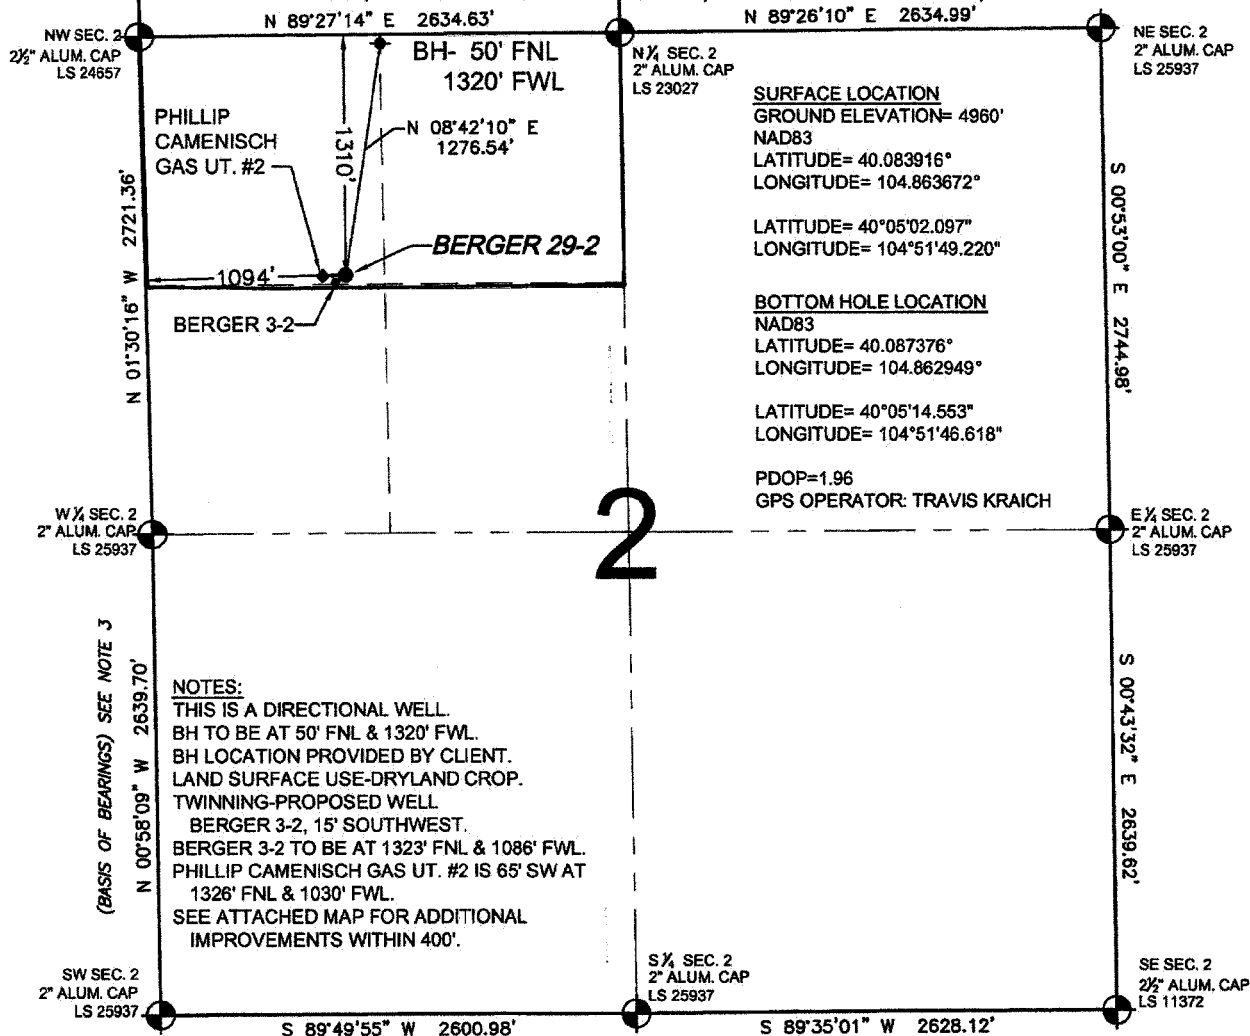 N 89°27'14" E 2634.63'
N 89°26'10" E 2634.99'
NW SEC. 2
2½" ALUM. CAP
LS 24657
BH- 50' FNL
1320' FWL
N ¼ SEC. 2
2" ALUM. CAP
LS 23027
NE SEC. 2
2" ALUM. CAP
LS 25937
PHILLIP
CAMENISCH
GAS UT. #2
1310'
N 08°42'10" E
1276.54'
SURFACE LOCATION
GROUND ELEVATION= 4960'
NAD83
LATITUDE= 40.083916°
LONGITUDE= 104.863672°
LATITUDE= 40°05'02.097"
LONGITUDE= 104°51'49.220"
N 01°30'16" W 2721.36'
BERGER 29-2
1094'
BERGER 3-2
S 00°53'00" E 2744.98'
BOTTOM HOLE LOCATION
NAD83
LATITUDE= 40.087376°
LONGITUDE= 104.862949°
LATITUDE= 40°05'14.553"
LONGITUDE= 104°51'46.618"
PDOP=1.96
GPS OPERATOR: TRAVIS KRAICH
W ¼ SEC. 2
2" ALUM. CAP
LS 25937
2
E ¼ SEC. 2
2" ALUM. CAP
LS 25937
(BASIS OF BEARINGS) SEE NOTE 3
N 00°58'09" W 2639.70'
NOTES:
THIS IS A DIRECTIONAL WELL.
BH TO BE AT 50' FNL & 1320' FWL.
BH LOCATION PROVIDED BY CLIENT.
LAND SURFACE USE-DRYLAND CROP.
TWINNING-PROPOSED WELL
BERGER 3-2, 15' SOUTHWEST.
BERGER 3-2 TO BE AT 1323' FNL & 1086' FWL.
PHILLIP CAMENISCH GAS UT. #2 IS 65' SW AT
1326' FNL & 1030' FWL.
SEE ATTACHED MAP FOR ADDITIONAL
IMPROVEMENTS WITHIN 400'.
S 00°43'32" E 2639.62'
SW SEC. 2
2" ALUM. CAP
LS 25937
S ¼ SEC. 2
2" ALUM. CAP
LS 25937
SE SEC. 2
2½" ALUM. CAP
LS 11372
S 89°49'55" W 2600.98'
S 89°35'01" W 2628.12'